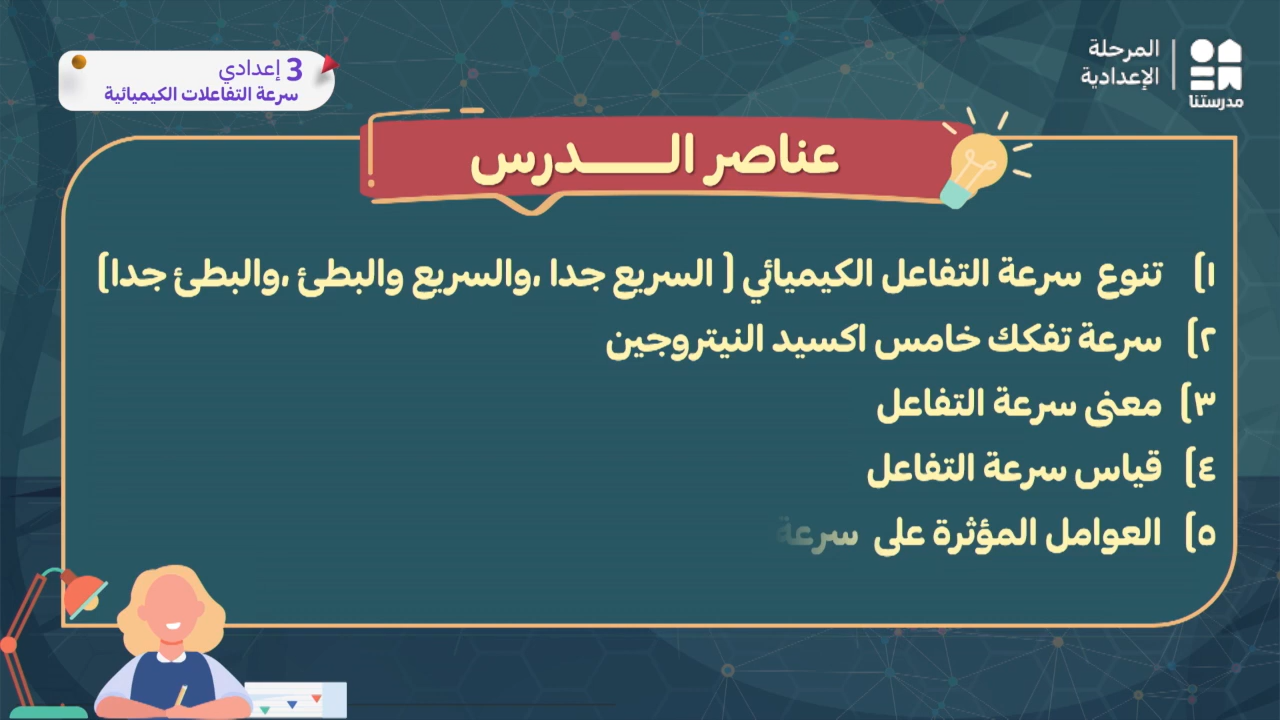 المرحلة
الإعدادية
مدرستنا
3 إعدادي
سرعة التفاعلات الكيميائية
عناصر الـــــدرس
١) تنوع سرعة التفاعل الكيميائي ( السريع جدا ،والسريع والبطئ ،والبطئ جدا)
٢) سرعة تفكك خامس اكسيد النيتروجين
٣) معنى سرعة التفاعل
٤) قياس سرعة التفاعل
٥) العوامل المؤثرة على سرعة